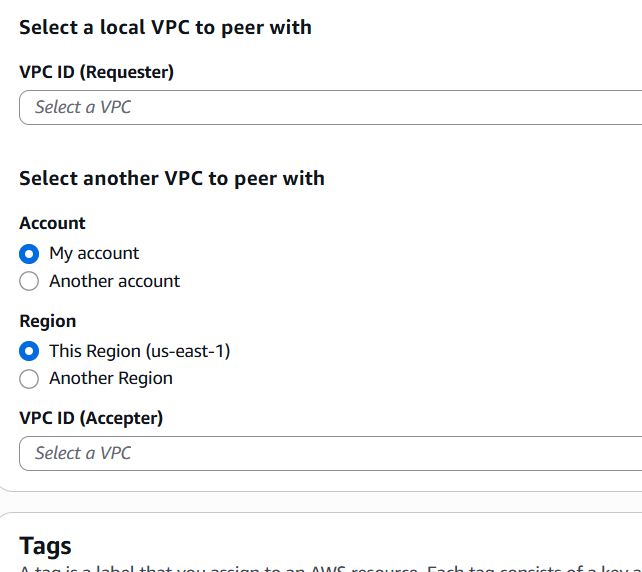 Select a local VPC to peer with
VPC ID (Requester)
Select a VPC
Select another VPC to peer with
Account
My account
Another account
Region
This Region (us-east-1)
Another Region
VPC ID (Accepter)
Select a VPC
Tags
A tag is a label that you assign to an AWS resource. Each tag consists of a key a